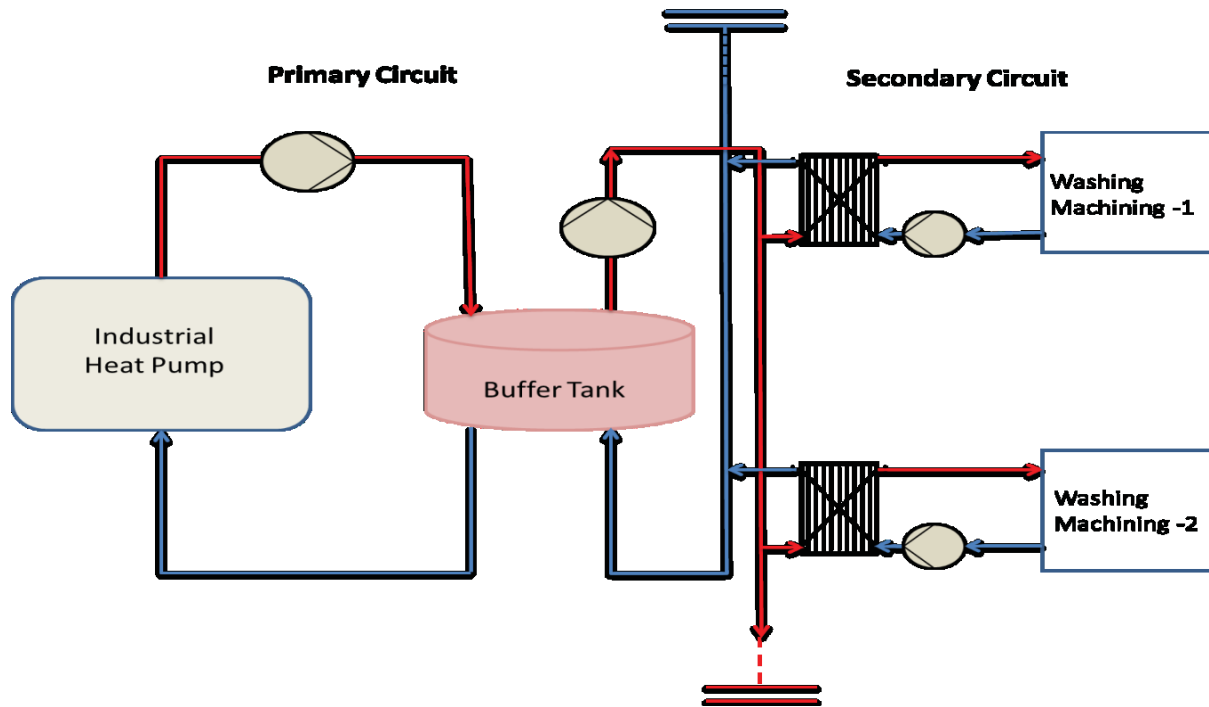 Primary Circuit
Secondary Circuit
Washing
Machining -1
Industrial
Heat Pump
Buffer Tank
Washing
Machining -2